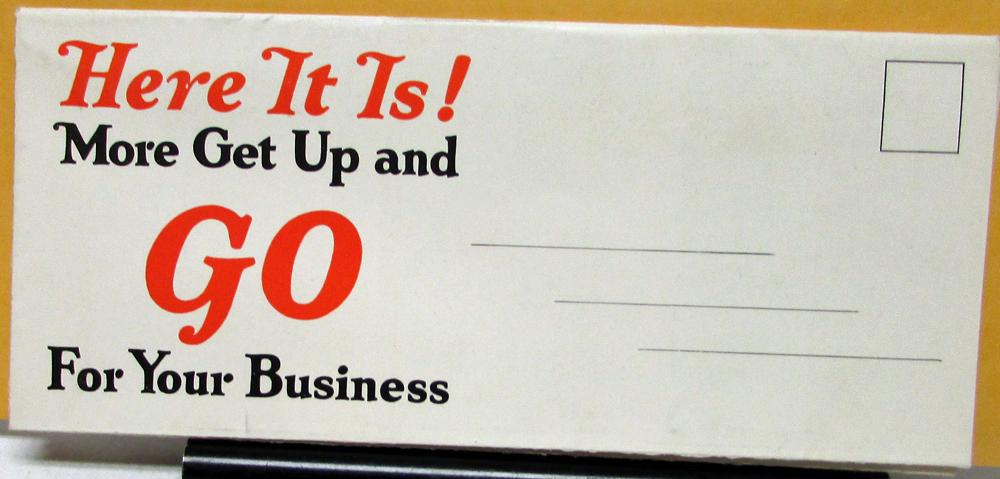 Here It Is!
More Get Up and
GO
For Your Business